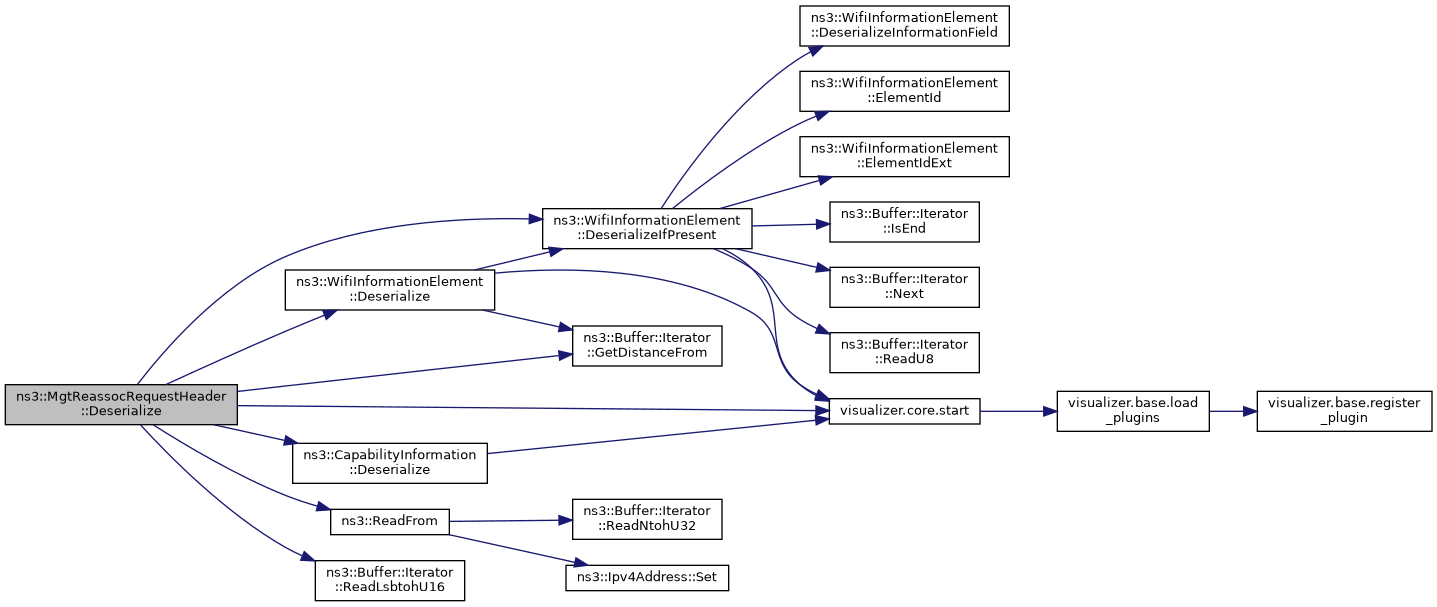 ns3::WifiInformationElement
::DeserializeInformationField
ns3::WifiInformationElement
::ElementId
ns3::WifiInformationElement
::ElementIdExt
ns3::WifiInformationElement
::DeserializeIfPresent
ns3::Buffer::Iterator
::IsEnd
ns3::Buffer::Iterator
::Next
ns3::WifiInformationElement
::Deserialize
ns3::Buffer::Iterator
::GetDistanceFrom
ns3::Buffer::Iterator
::ReadU8
ns3::MgtReassocRequestHeader
::Deserialize
visualizer.core.start
visualizer.base.load
_plugins
visualizer.base.register
_plugin
ns3::CapabilityInformation
::Deserialize
ns3::ReadFrom
ns3::Buffer::Iterator
::ReadNtohU32
ns3::Buffer::Iterator
::ReadLsbtohU16
ns3::Ipv4Address::Set